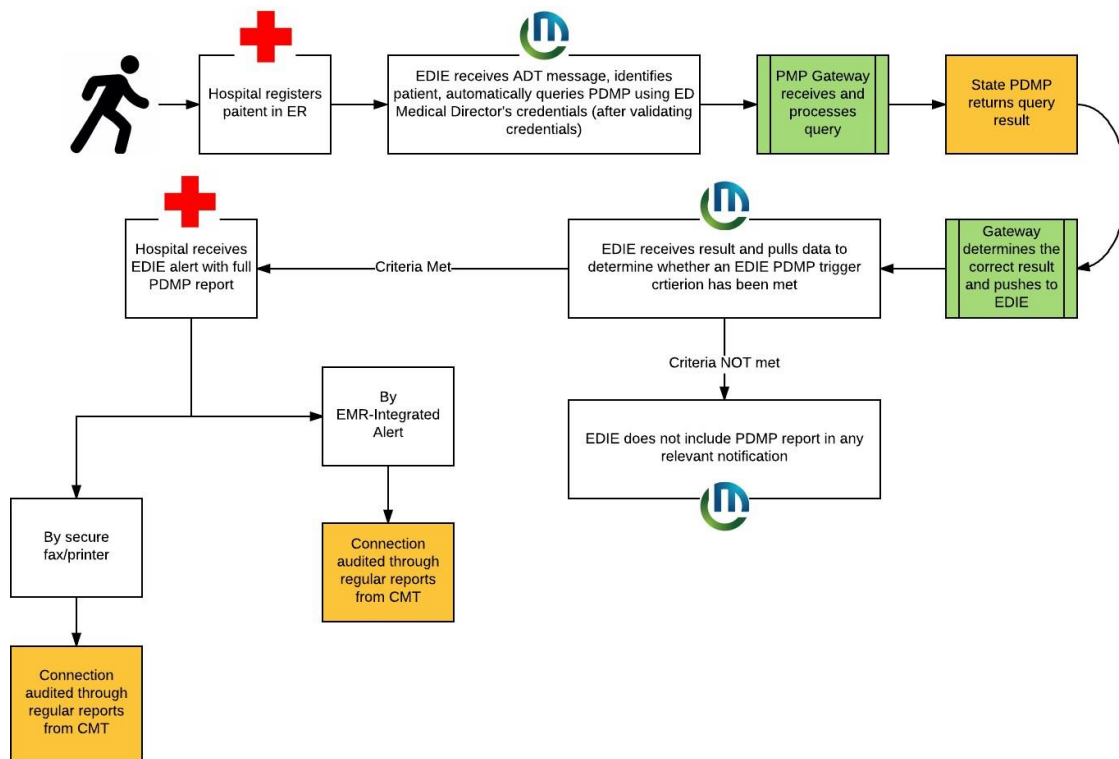 Hospital registers
paitent in ER
EDIE receives ADT message, identifies
patient, automatically queries PDMP using ED
Medical Director's credentials (after validating
credentials)
PMP Gateway
receives and
processes
query
State PDMP
returns query
result
Hospital receives
EDIE alert with full
PDMP report
Criteria Met
EDIE receives result and pulls data to
determine whether an EDIE PDMP trigger
crtierion has been met
Gateway
determines the
correct result
and pushes to
EDIE
Criteria NOT met
By
EMR-Integrated
Alert
EDIE does not include PDMP report in any
relevant notification
By secure
fax/printer
Connection
audited through
regular reports
from CMT
Connection
audited through
regular reports
from CMT